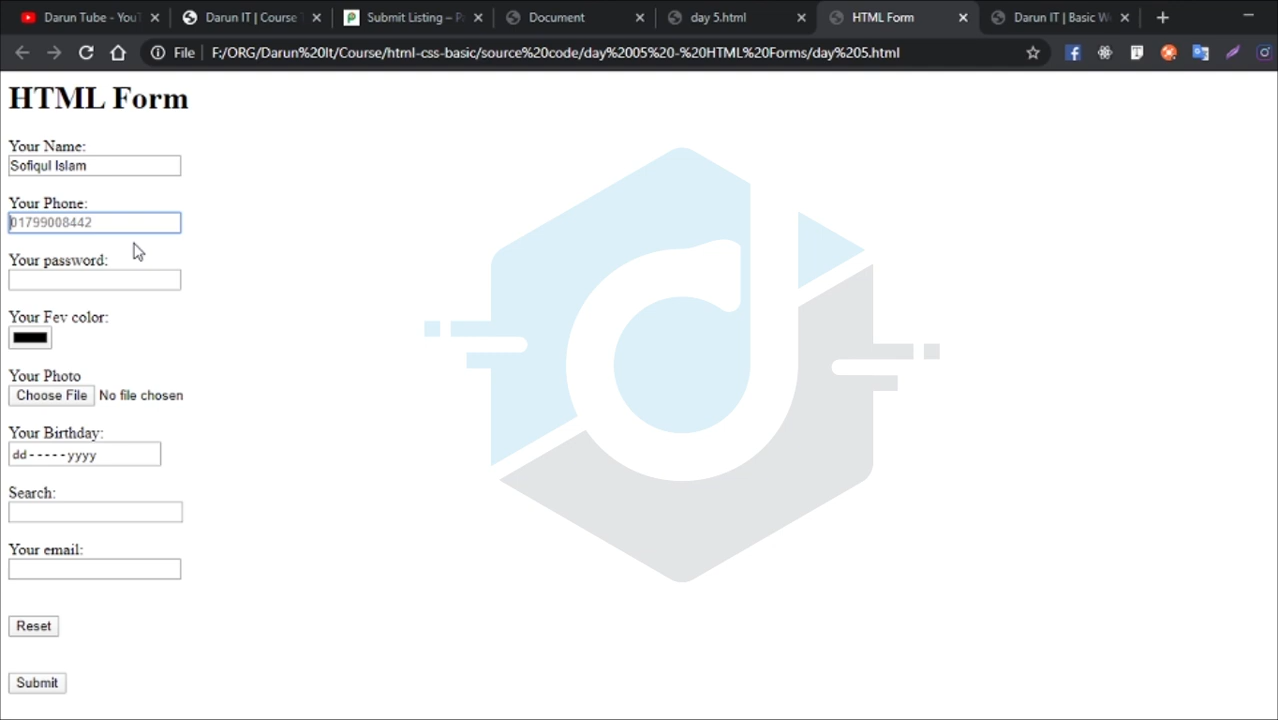 Darun Tube - YouT
Darun IT | Course
Submit Listing – P
Document
day 5.html
HTML Form
Darun IT | Basic W
File
F:/ORG/Darun%20It/Course/html-css-basic/source%20code/day%2005%20-%20HTML%20Forms/day%205.html
HTML Form
Your Name:
Sofiqul Islam
Your Phone:
01799008442
Your password:
Your Fev color:
Your Photo
Choose File No file chosen
Your Birthday:
dd-----yyyy
Search:
Your email:
Reset
Submit